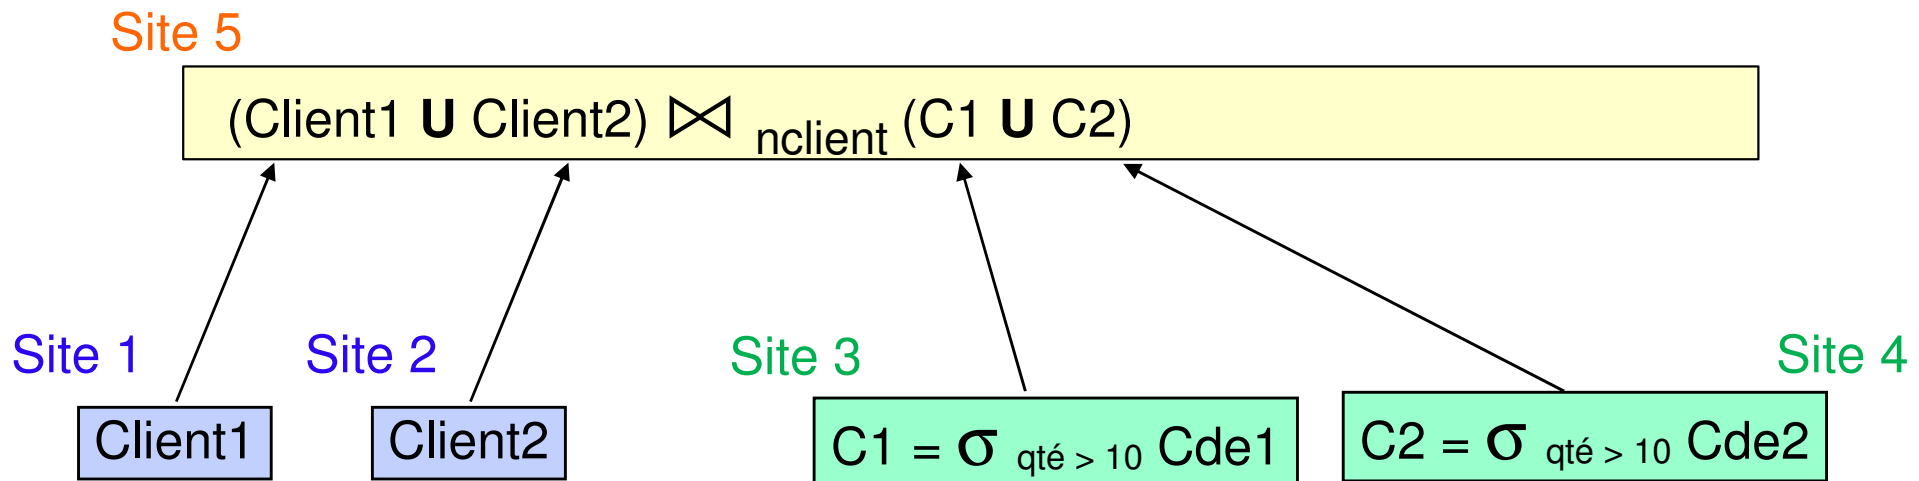 Site 5
(Client1 U Client2) ⋈ nclient (C1 U C2)
Site 1
Site 2
Site 3
Site 4
Client1
Client2
C1 = σ qté > 10 Cde1
C2 = σ qté > 10 Cde2